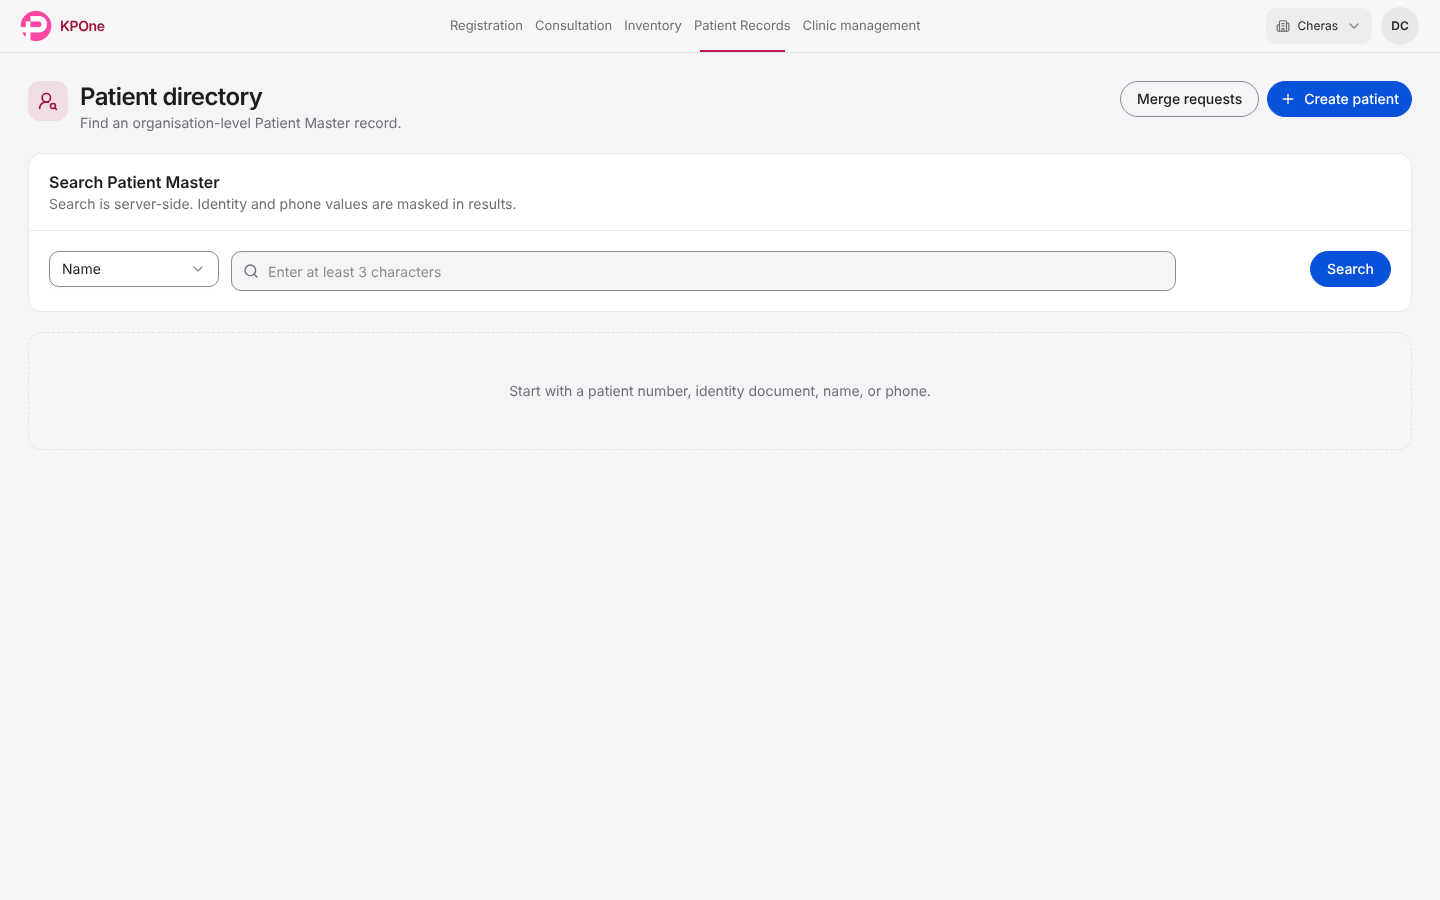 KPOne
Registration Consultation Inventory Patient Records Clinic management
Cheras
DC
Patient directory
Find an organisation-level Patient Master record.
Merge requests
Create patient
Search Patient Master
Search is server-side. Identity and phone values are masked in results.
Name
Enter at least 3 characters
Search
Start with a patient number, identity document, name, or phone.